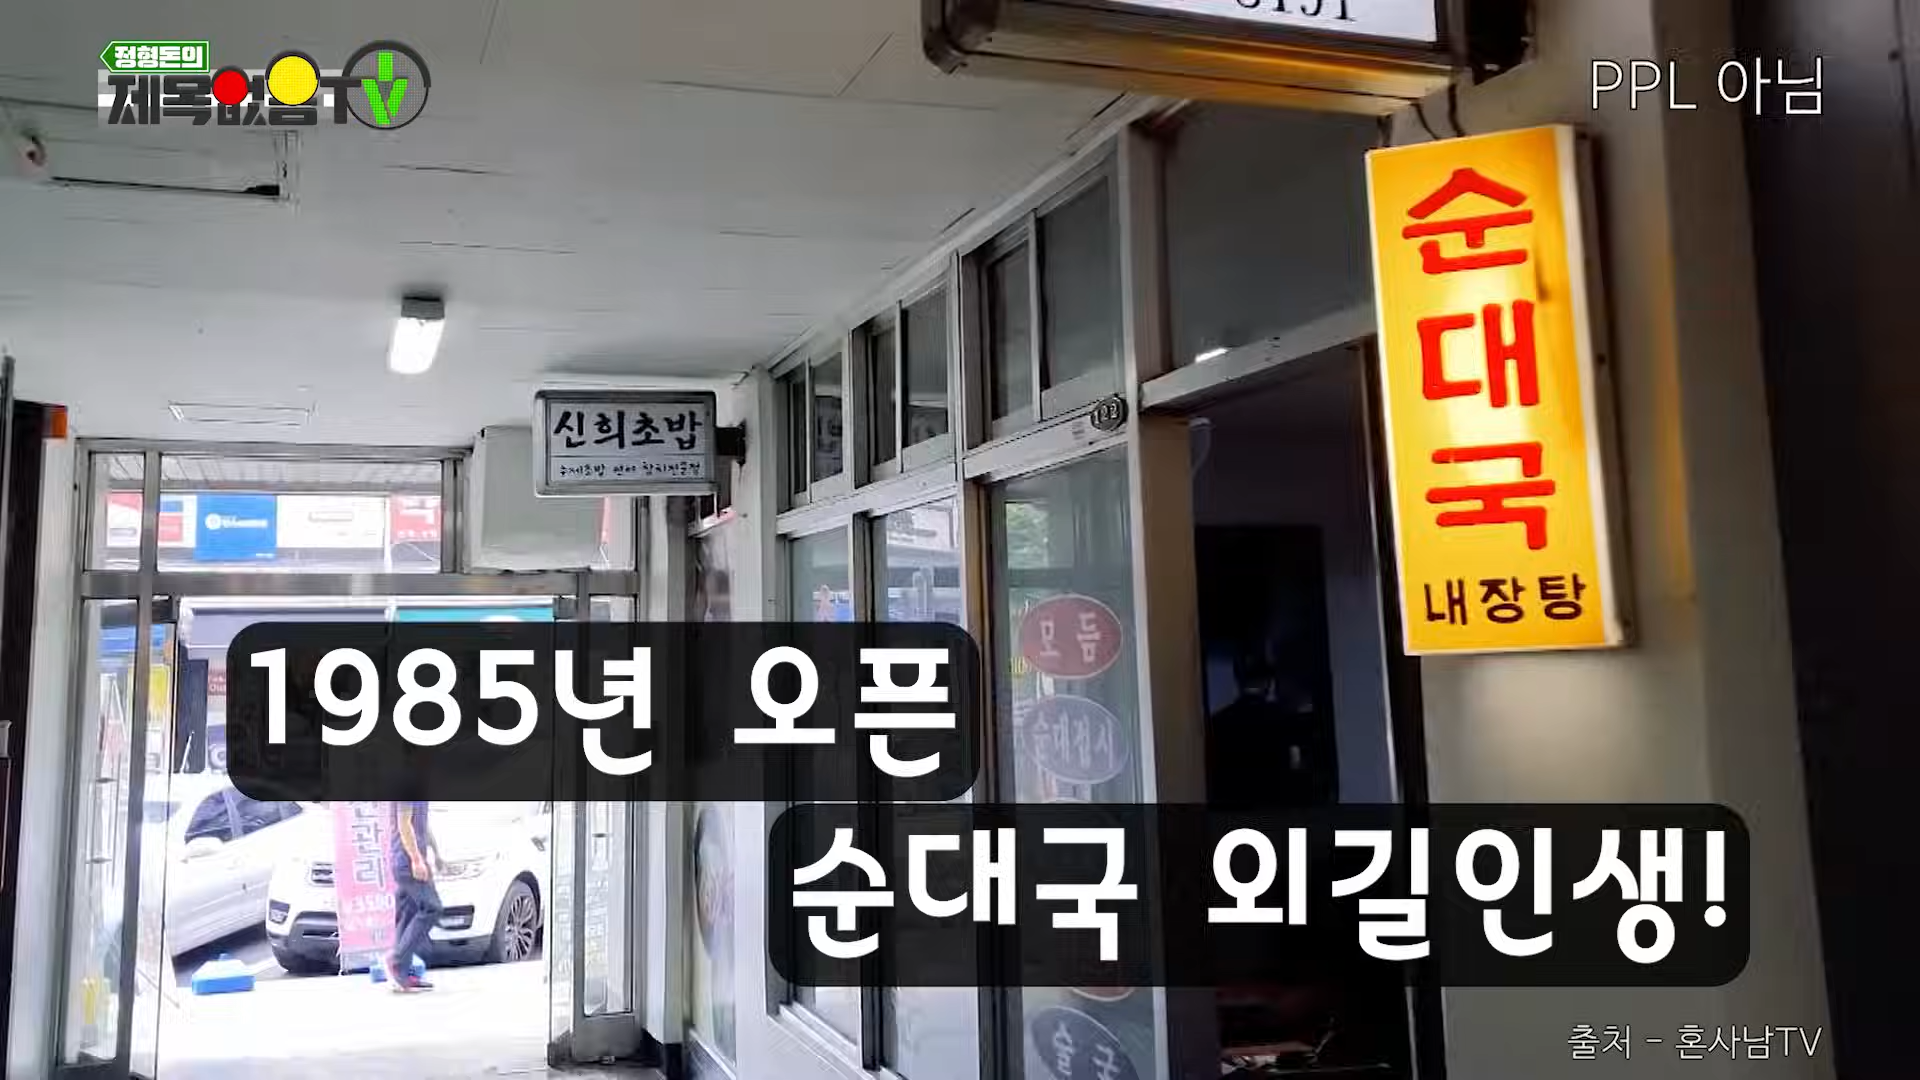 정형돈의
제목없음TV
PPL 아님
순대국
내장탕
신희초밥
122
모듬
순대접시
1985년 오픈
순대국 외길인생!
출처 - 혼사남TV